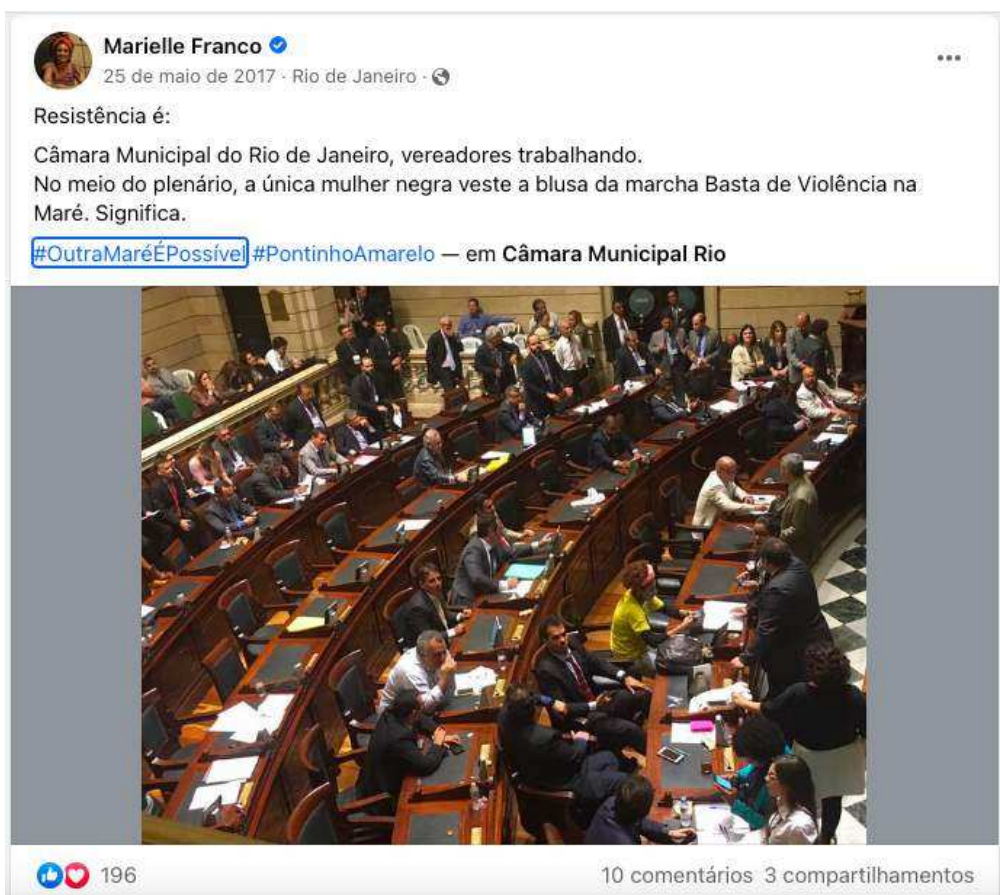 Marielle Franco
25 de maio de 2017 · Rio de Janeiro ·
Resistência é:
Câmara Municipal do Rio de Janeiro, vereadores trabalhando.
No meio do plenário, a única mulher negra veste a blusa da marcha Basta de Violência na
Maré. Significa.
#OutraMaréÉPossível #PontinhoAmarelo — em Câmara Municipal Rio
196
10 comentários 3 compartilhamentos